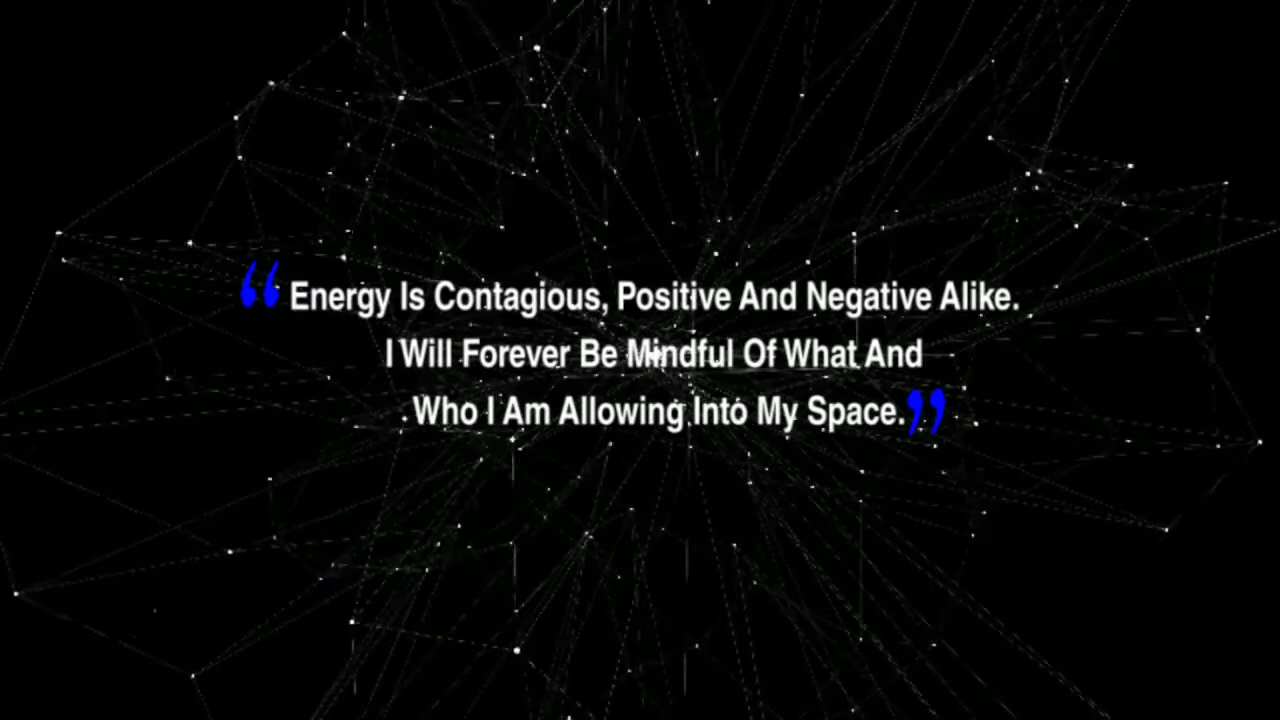 “ Energy Is Contagious, Positive And Negative Alike.
I Will Forever Be Mindful Of What And
Who I Am Allowing Into My Space.”